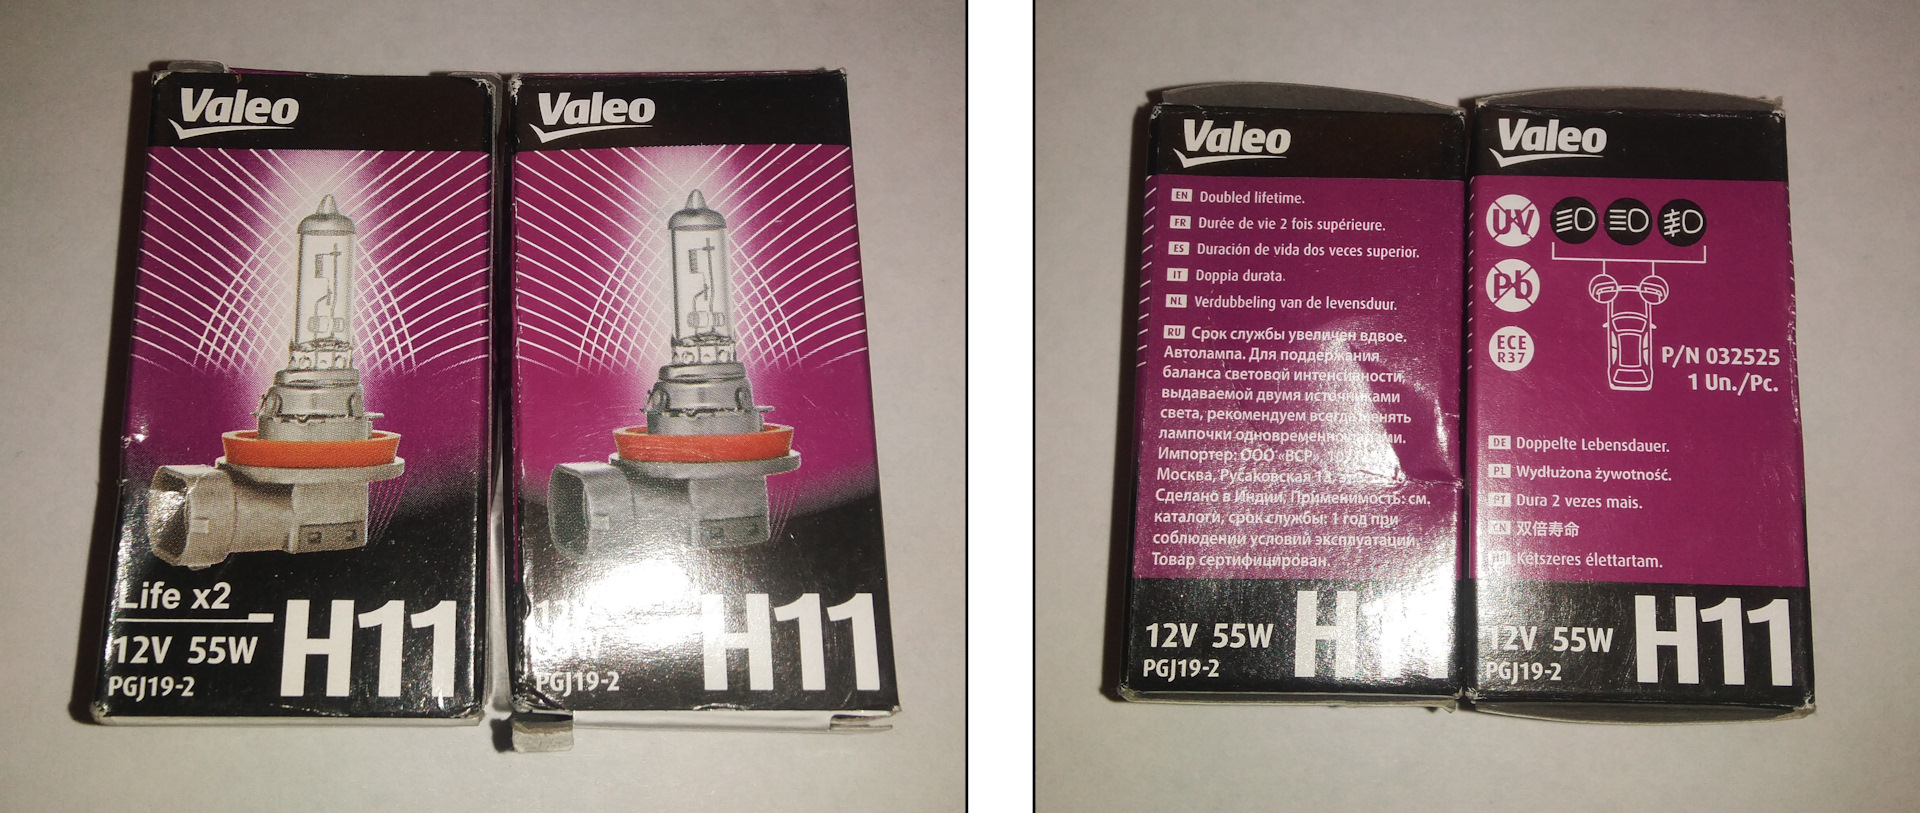 Valeo
Life x2
12V 55W
PGJ19-2
H11
Valeo
PGJ19-2
H11
Valeo
EN Doubled lifetime.
FR Durée de vie 2 fois supérieure.
ES Duración de vida dos veces superior.
IT Doppia durata.
NL Verdubbeling van de levensduur.
RU Срок службы увеличен вдвое.
Автолампа. Для поддержания
баланса световой интенсивности,
выдаваемой двумя источниками
света, рекомендуем всегда менять
лампочки одновременно
Импортер: ООО «ВСР»,
Москва, Русаковская 13,
Сделано в Индии, Применимость: см.
каталоги, срок службы: 1 год при
соблюдении условий эксплуатации.
Товар сертифицирован.
12V 55W
PGJ19-2
H11
Valeo
UV
Pb
ECE
R37
P/N 032525
1 Un./Pc.
DE Doppelte Lebensdauer.
PL Wydłużona żywotność.
PT Dura 2 vezes mais.
CN 双倍寿命
Kétszeres élettartam.
12V 55W
PGJ19-2
H11